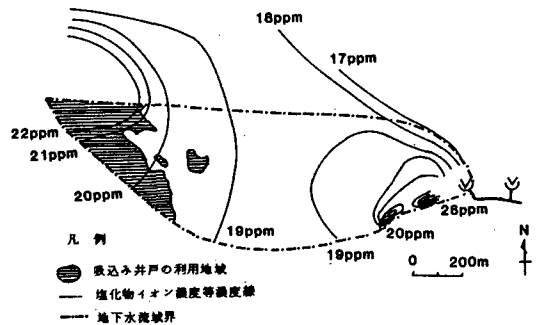 18ppm
17ppm
22ppm
21ppm
20ppm
19ppm
19ppm
20ppm
26ppm
N
0 200m
凡 例
吸込み井戸の利用地域
塩化物イオン濃度等濃度線
地下水流域界